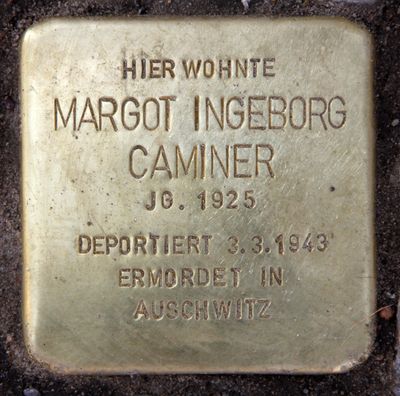 HIER WOHNTE
MARGOT INGEBORG
CAMINER
JG. 1925
DEPORTIERT 3.3.1943
ERMORDET IN
AUSCHWITZ